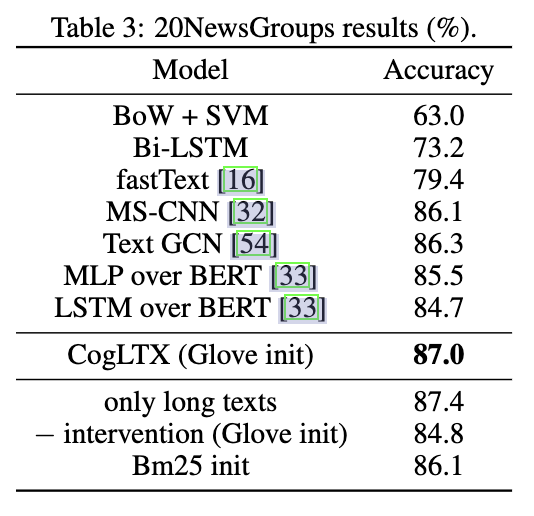 Table 3: 20NewsGroups results (%).
Model Accuracy
BoW + SVM 63.0
Bi-LSTM 73.2
fastText [16] 79.4
MS-CNN [32] 86.1
Text GCN [54] 86.3
MLP over BERT [33] 85.5
LSTM over BERT [33] 84.7
CogLTX (Glove init) 87.0
only long texts 87.4
− intervention (Glove init) 84.8
Bm25 init 86.1